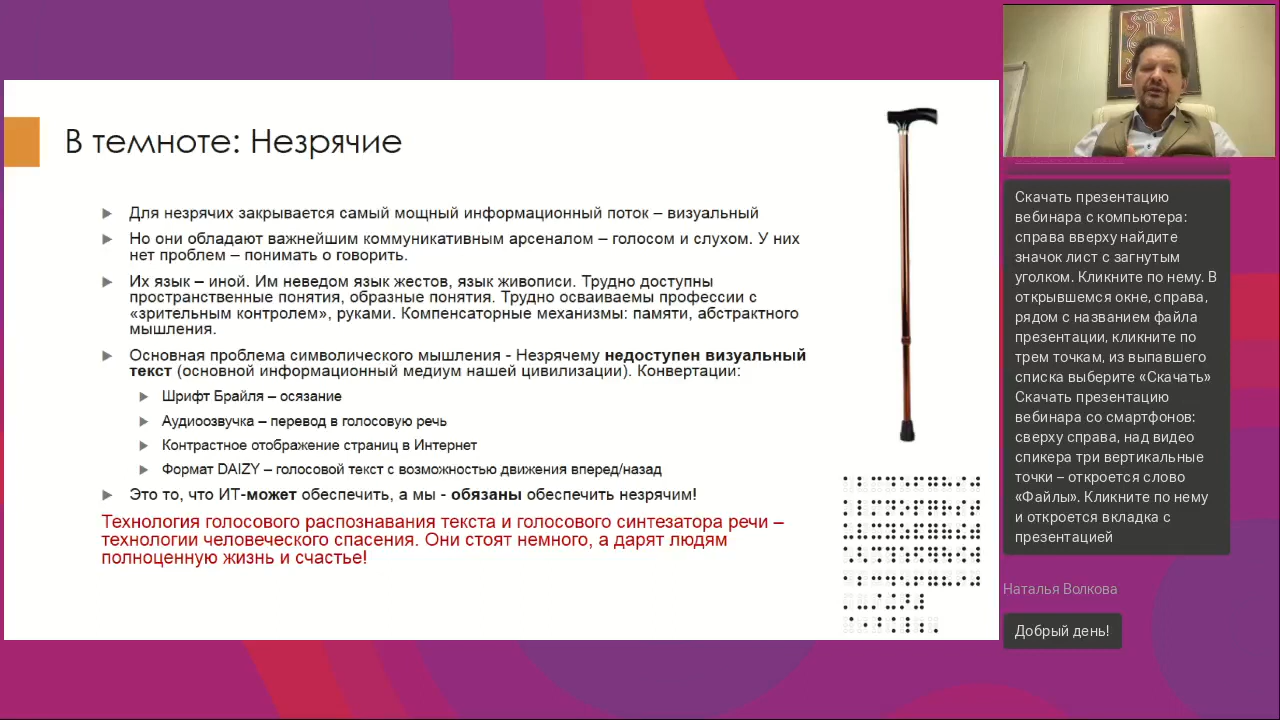 В темноте: Незрячие
Для незрячих закрывается самый мощный информационный поток – визуальный
Но они обладают важнейшим коммуникативным арсеналом – голосом и слухом. У них
нет проблем – понимать о говорить.
Их язык – иной. Им неведом язык жестов, язык живописи. Трудно доступны
пространственные понятия, образные понятия. Трудно осваиваемы профессии с
«зрительным контролем», руками. Компенсаторные механизмы: памяти, абстрактного
мышления.
Основная проблема символического мышления - Незрячему недоступен визуальный
текст (основной информационный медиум нашей цивилизации). Конвертации:
Шрифт Брайля – осязание
Аудиоозвучка – перевод в голосовую речь
Контрастное отображение страниц в Интернет
Формат DAIZY – голосовой текст с возможностью движения вперед/назад
Это то, что ИТ-может обеспечить, а мы - обязаны обеспечить незрячим!
Технология голосового распознавания текста и голосового синтезатора речи –
технологии человеческого спасения. Они стоят немного, а дарят людям
полноценную жизнь и счастье!
Скачать презентацию
вебинара с компьютера:
справа вверху найдите
значок лист с загнутым
уголком. Кликните по нему. В
открывшемся окне, справа,
рядом с названием файла
презентации, кликните по
трем точкам, из выпавшего
списка выберите «Скачать»
Скачать презентацию
вебинара со смартфонов:
сверху справа, над видео
спикера три вертикальные
точки – откроется слово
«Файлы». Кликните по нему
и откроется вкладка с
презентацией
Наталья Волкова
Добрый день!